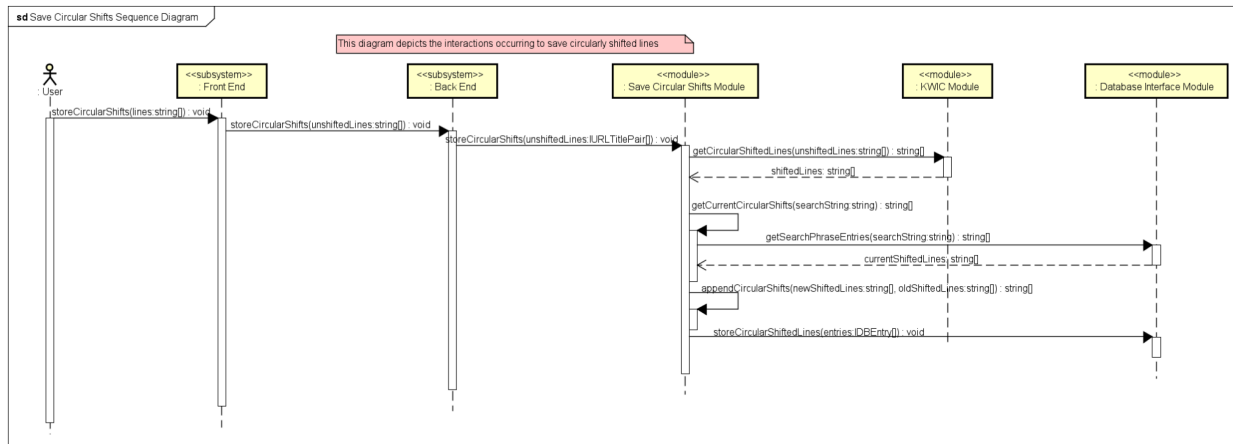 sd Save Circular Shifts Sequence Diagram
This diagram depicts the interactions occurring to save circularly shifted lines
: User
<<subsystem>>
: Front End
<<subsystem>>
: Back End
<<module>>
: Save Circular Shifts Module
<<module>>
: KWIC Module
<<module>>
: Database Interface Module
storeCircularShifts(lines:string[]) : void
storeCircularShifts(unshiftedLines:string[]) : void
storeCircularShifts(unshiftedLines:IURLTitlePair[]) : void
getCircularShiftedLines(unshiftedLines:string[]) : string[]
shiftedLines: string[]
getCurrentCircularShifts(searchString:string) : string[]
getSearchPhraseEntries(searchString:string) : string[]
currentShiftedLines: string[]
appendCircularShifts(newShiftedLines:string[], oldShiftedLines:string[]) : string[]
storeCircularShiftedLines(entries:IDBEntry[]) : void